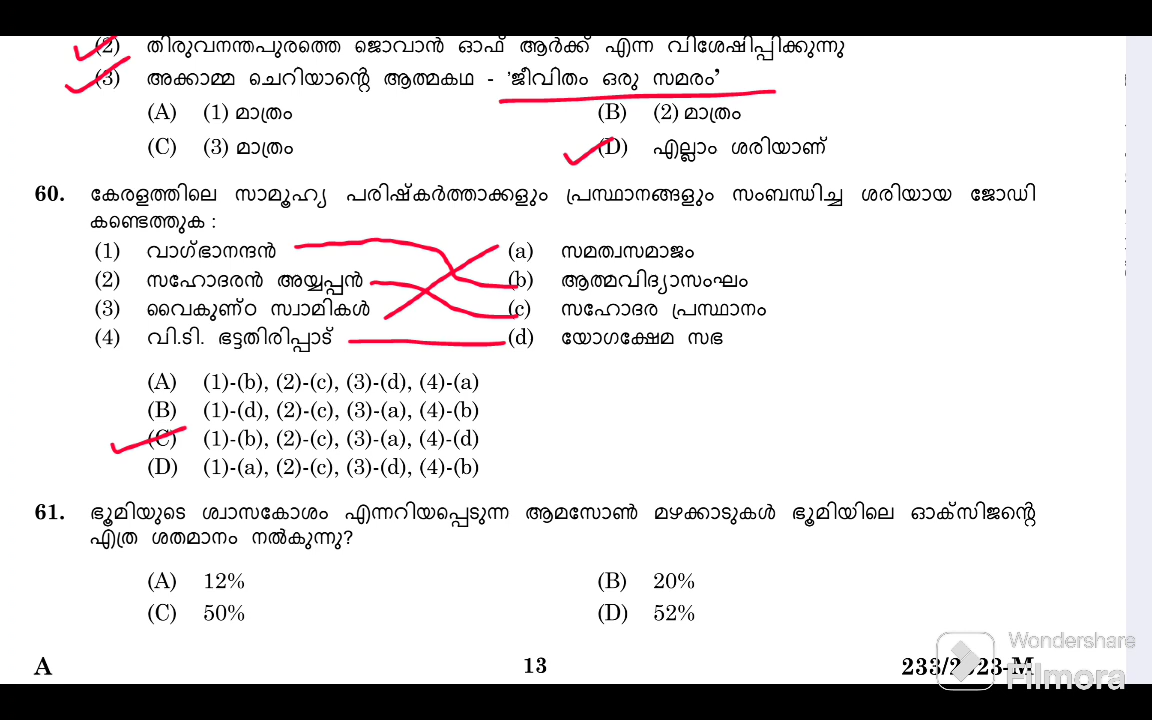 (2) തിരുവനന്തപുരത്തെ ജൊവാൻ ഓഫ് ആർക്ക് എന്ന വിശേഷിപ്പിക്കുന്നു
(3) അക്കാമ്മ ചെറിയാന്റെ ആത്മകഥ - 'ജീവിതം ഒരു സമരം'
(A) (1) മാത്രം (B) (2) മാത്രം
(C) (3) മാത്രം (D) എല്ലാം ശരിയാണ്
60. കേരളത്തിലെ സാമൂഹ്യ പരിഷ്കർത്താക്കളും പ്രസ്ഥാനങ്ങളും സംബന്ധിച്ച ശരിയായ ജോഡി
കണ്ടെത്തുക :
(1) വാഗ്ഭാനന്ദൻ (a) സമത്വസമാജം
(2) സഹോദരൻ അയ്യപ്പൻ (b) ആത്മവിദ്യാസംഘം
(3) വൈകുണ്ഠ സ്വാമികൾ (c) സഹോദര പ്രസ്ഥാനം
(4) വി.ടി. ഭട്ടതിരിപ്പാട് (d) യോഗക്ഷേമ സഭ
(A) (1)-(b), (2)-(c), (3)-(d), (4)-(a)
(B) (1)-(d), (2)-(c), (3)-(a), (4)-(b)
(C) (1)-(b), (2)-(c), (3)-(a), (4)-(d)
(D) (1)-(a), (2)-(c), (3)-(d), (4)-(b)
61. ഭൂമിയുടെ ശ്വാസകോശം എന്നറിയപ്പെടുന്ന ആമസോൺ മഴക്കാടുകൾ ഭൂമിയിലെ ഓക്സിജന്റെ
എത്ര ശതമാനം നൽകുന്നു?
(A) 12% (B) 20%
(C) 50% (D) 52%
A 13 233/2023-M
Wondershare
Filmora